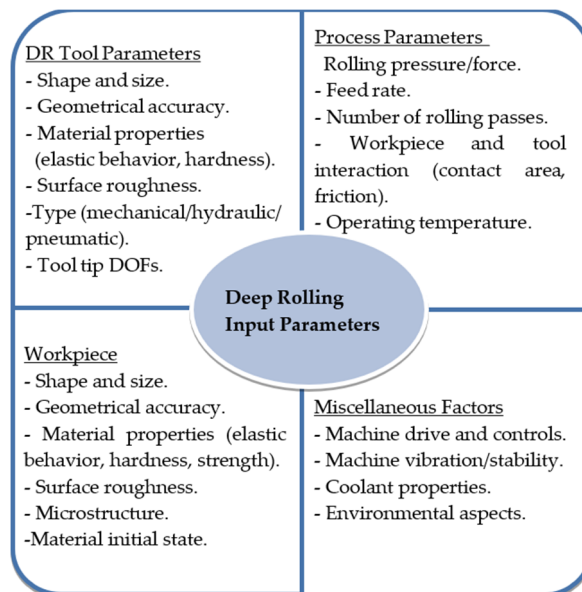 DR Tool Parameters
- Shape and size.
- Geometrical accuracy.
- Material properties
(elastic behavior, hardness).
- Surface roughness.
-Type (mechanical/hydraulic/
pneumatic).
- Tool tip DOFs.
Process Parameters
Rolling pressure/force.
- Feed rate.
- Number of rolling passes.
- Workpiece and tool
interaction (contact area,
friction).
- Operating temperature.
Deep Rolling
Input Parameters
Workpiece
- Shape and size.
- Geometrical accuracy.
- Material properties (elastic
behavior, hardness, strength).
- Surface roughness.
- Microstructure.
-Material initial state.
Miscellaneous Factors
- Machine drive and controls.
- Machine vibration/stability.
- Coolant properties.
- Environmental aspects.